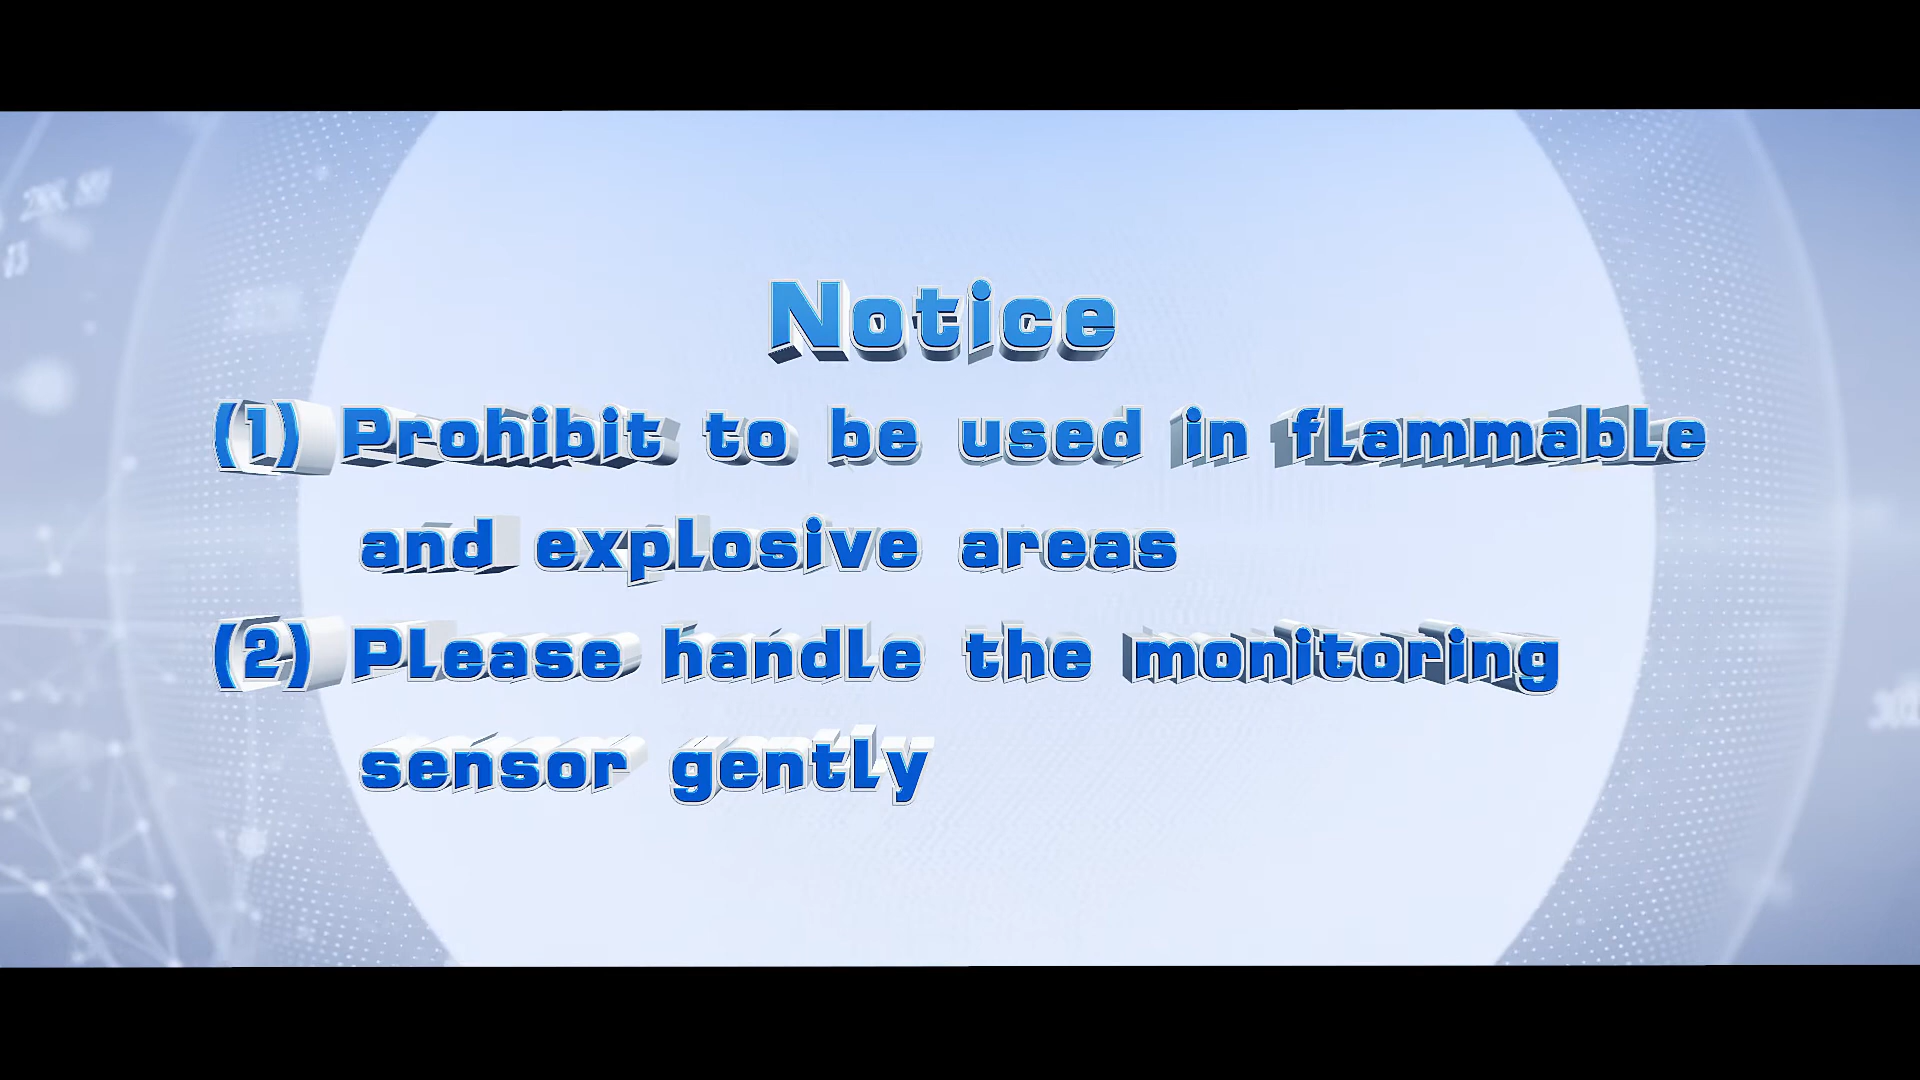 Notice
(1) Prohibit to be used in flammable
and explosive areas
(2) Please handle the monitoring
sensor gently